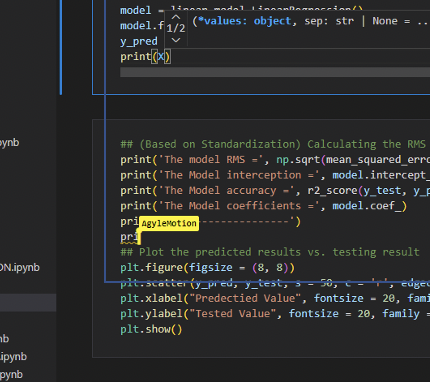 model = linear_model.LinearRegression()
model.f
1/2
(*values: object, sep: str | None = ..
y_pred
print(X)
ynb
## (Based on Standardization) Calculating the RMS
print('The model RMS =', np.sqrt(mean_squared_erro
print('The Model interception =', model.intercept_
print('The Model accuracy =', r2_score(y_test, y_p
print('The Model coefficients =', model.coef_)
pri
---------------')
AgyleMotion
pri
## Plot the predicted results vs. testing result
ON.ipynb
plt.figure(figsize = (8, 8))
plt.scatter(y_pred, y_test, s = 50, c = 'r', edgec
plt.xlabel("Predectied Value", fontsize = 20, fami
plt.ylabel("Tested Value", fontsize = 20, family =
plt.show()
nb
.ipynb
pynb